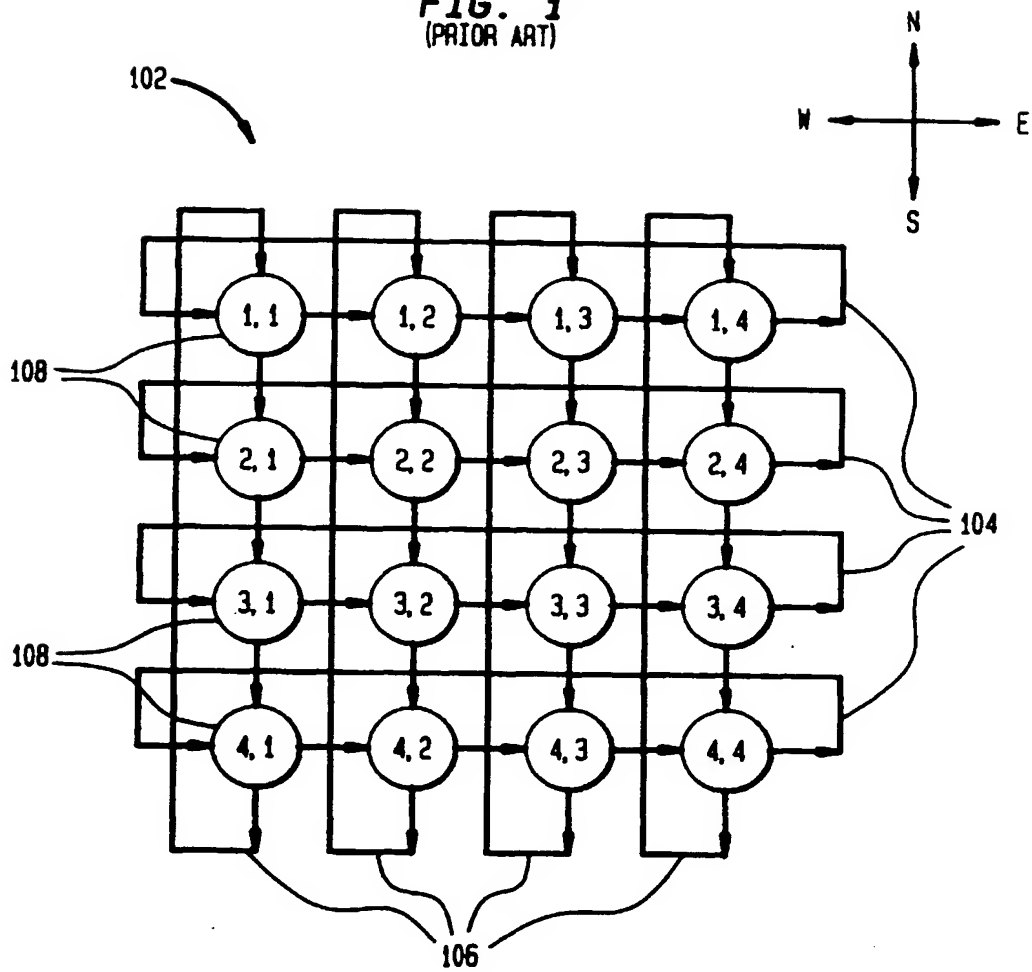 FIG. 1
(PRIOR ART)
102
N
W E
S
1,1 1,2 1,3 1,4
108
2,1 2,2 2,3 2,4
104
3,1 3,2 3,3 3,4
108
4,1 4,2 4,3 4,4
106